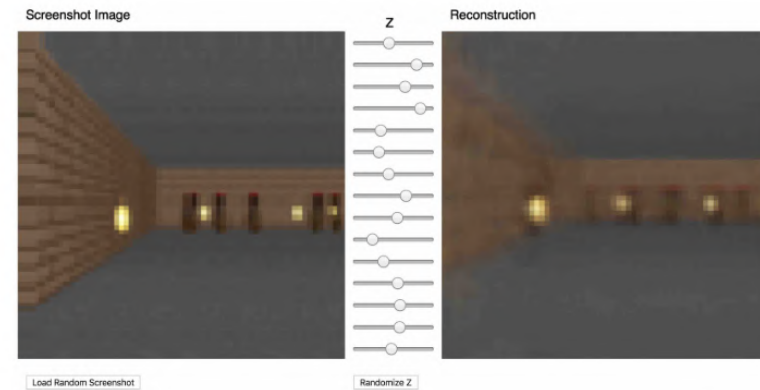 Screenshot Image
Z
Reconstruction
Load Random Screenshot
Randomize Z